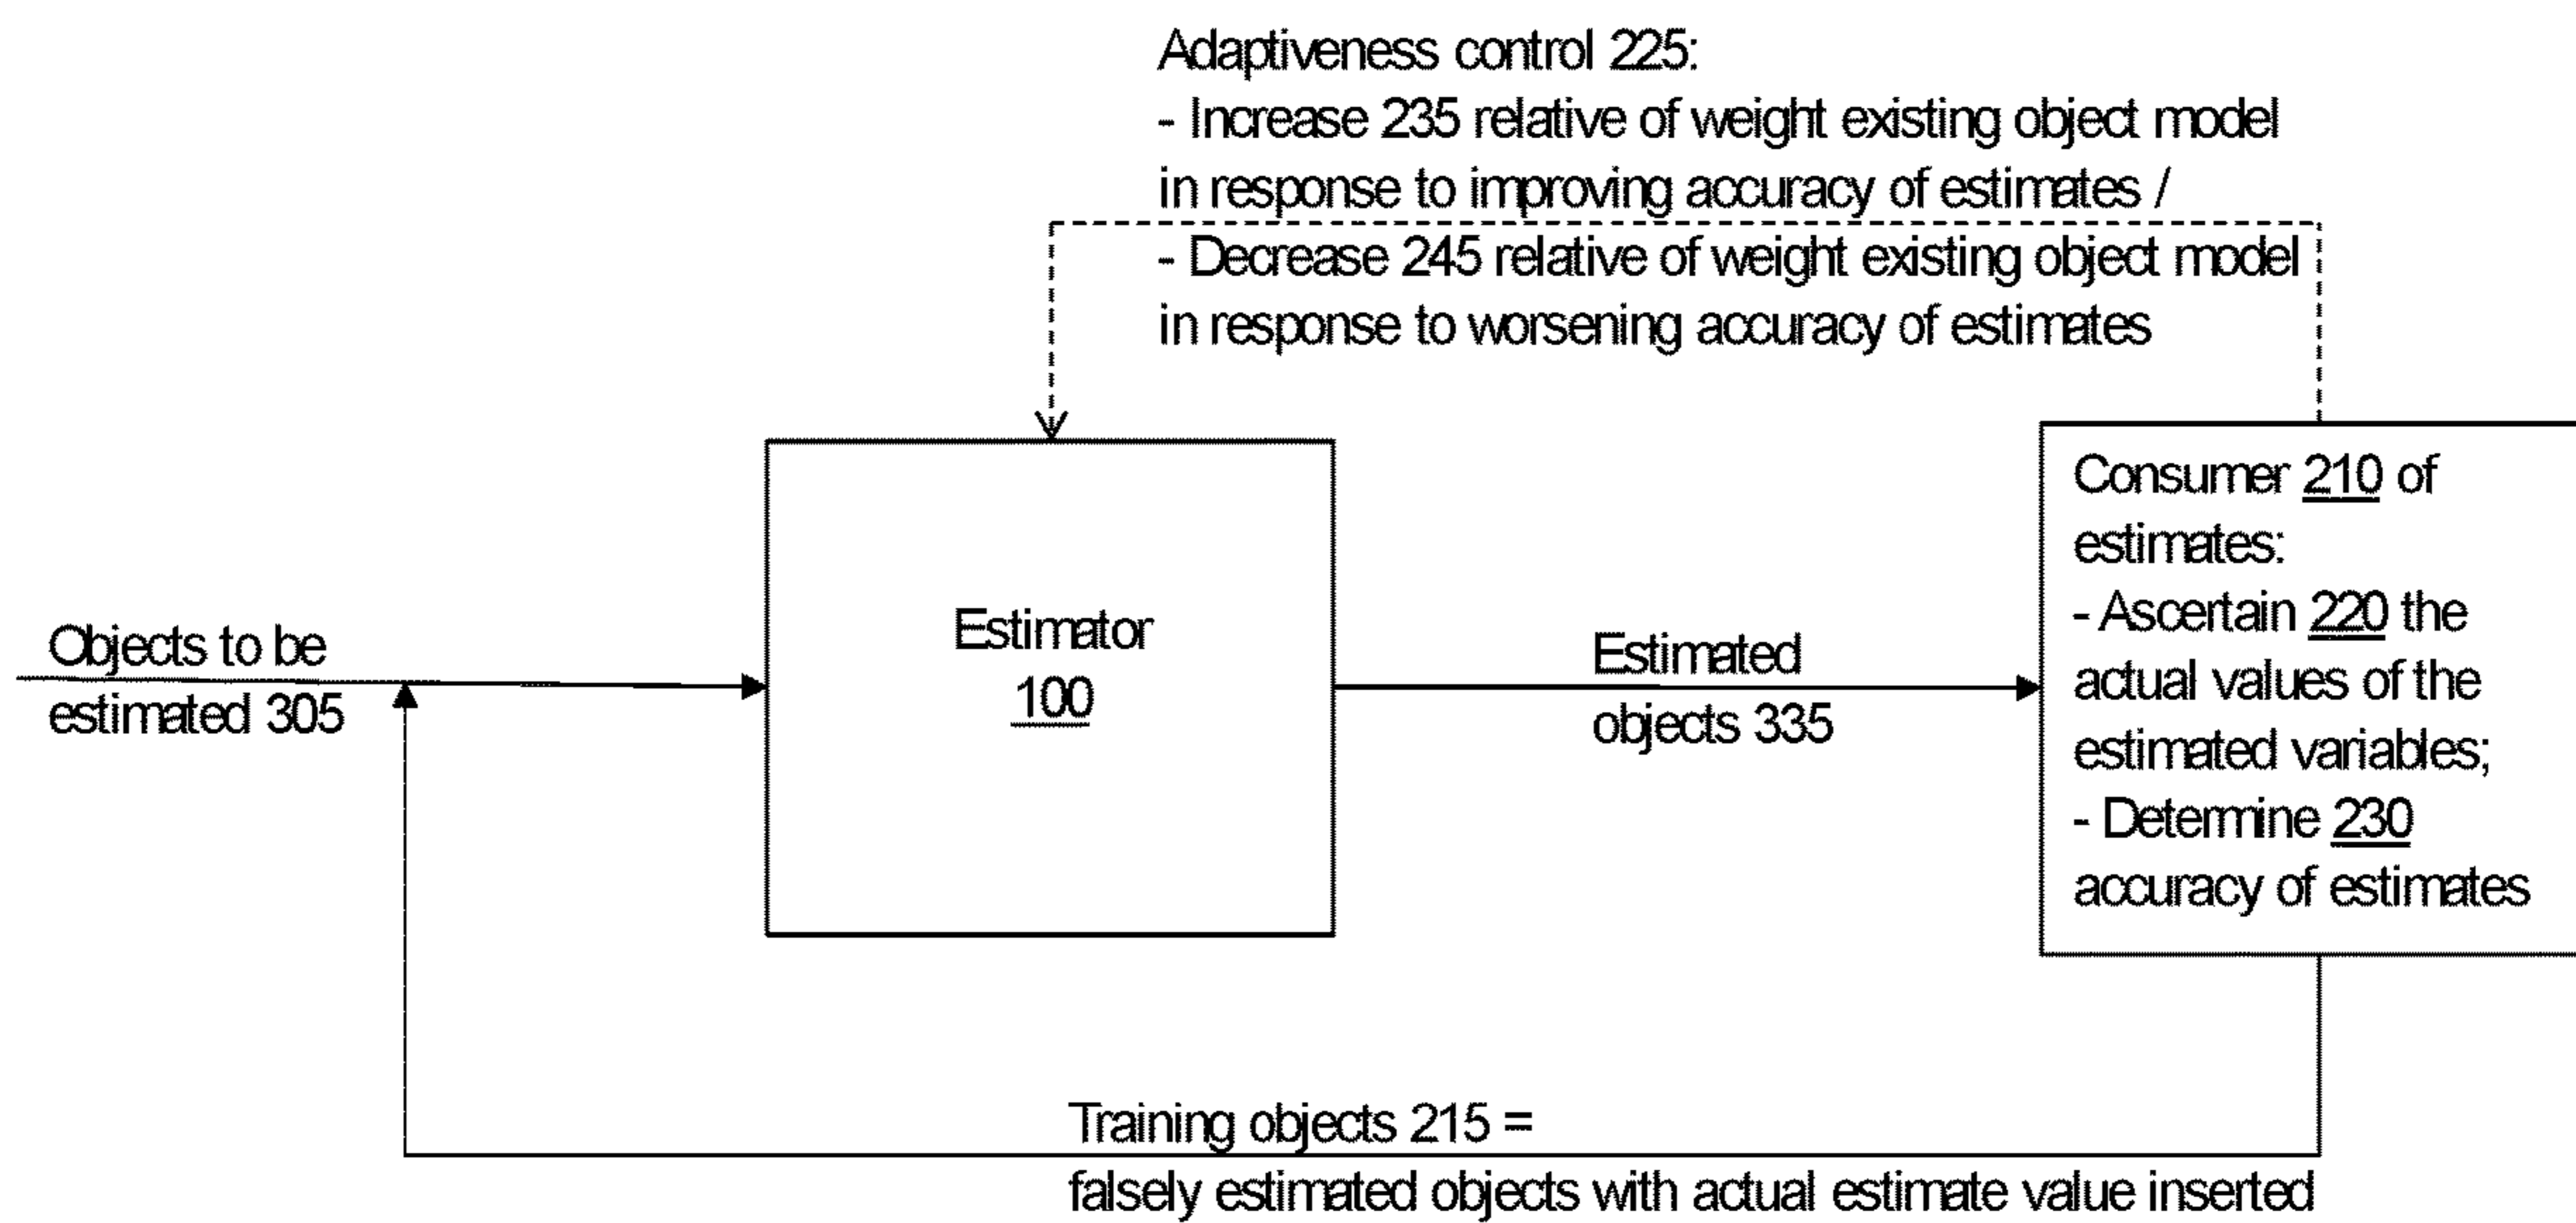 Adaptiveness control 225:
- Increase 235 relative of weight existing object model
in response to improving accuracy of estimates /
- Decrease 245 relative of weight existing object model
in response to worsening accuracy of estimates
Objects to be
estimated 305
Estimator
100
Estimated
objects 335
Consumer 210 of
estimates:
- Ascertain 220 the
actual values of the
estimated variables;
- Determine 230
accuracy of estimates
Training objects 215 =
falsely estimated objects with actual estimate value inserted